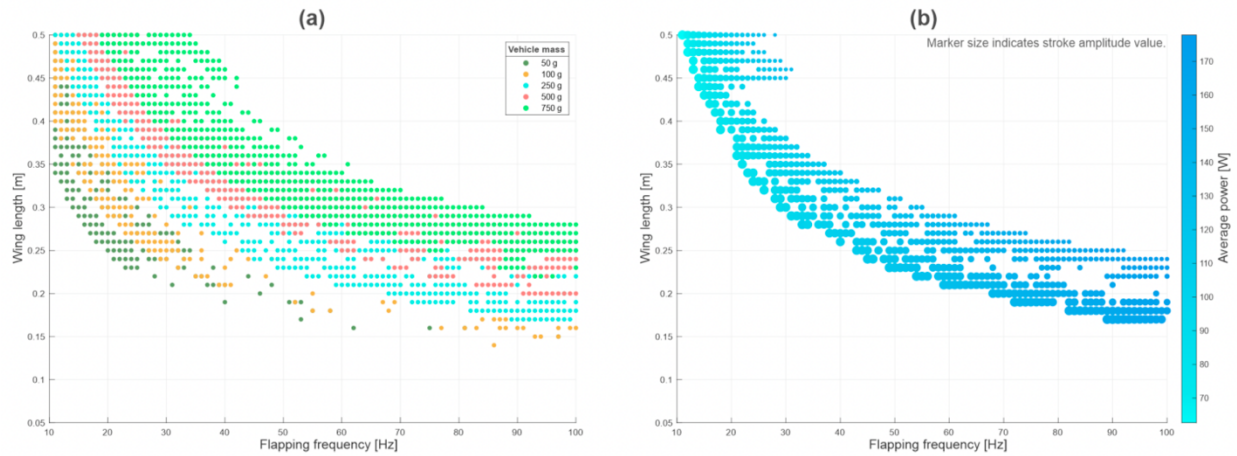 (a)
Vehicle mass
50 g
100 g
250 g
500 g
750 g
0.5
0.45
0.4
0.35
0.3
0.25
0.2
0.15
0.1
0.05
Wing length [m]
10 20 30 40 50 60 70 80 90 100
Flapping frequency [Hz]
(b)
Marker size indicates stroke amplitude value.
0.5
0.45
0.4
0.35
0.3
0.25
0.2
0.15
0.1
0.05
Wing length [m]
10 20 30 40 50 60 70 80 90 100
Flapping frequency [Hz]
170
160
150
140
130
120
110
100
90
80
70
Average power [W]